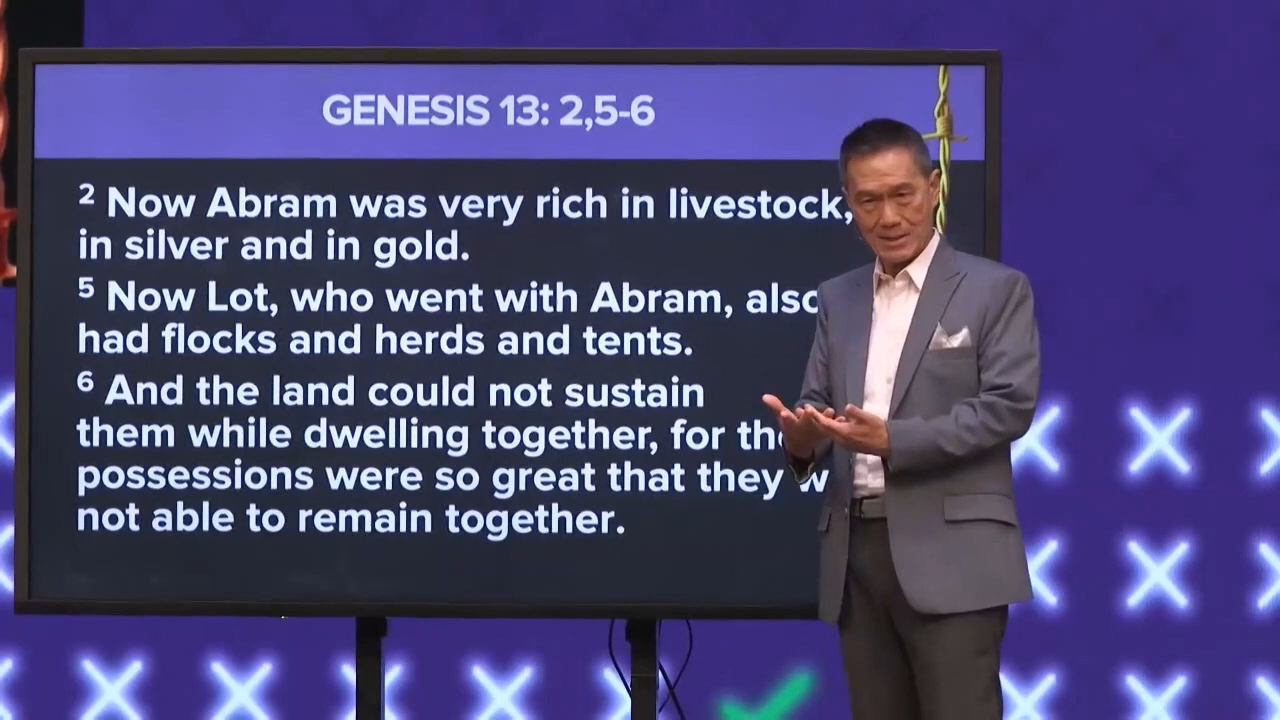 GENESIS 13: 2,5-6
2 Now Abram was very rich in livestock,
in silver and in gold.
5 Now Lot, who went with Abram, also
had flocks and herds and tents.
6 And the land could not sustain
them while dwelling together, for
possessions were so great that they
not able to remain together.